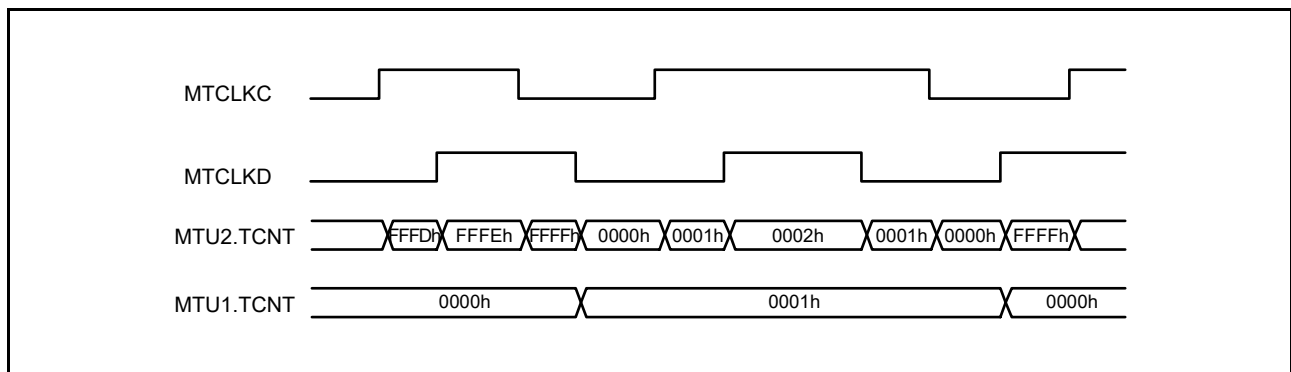 MTCLKC
MTCLKD
MTU2.TCNT FFFDh FFFEh FFFFh 0000h 0001h 0002h 0001h 0000h FFFFh
MTU1.TCNT 0000h 0001h 0000h